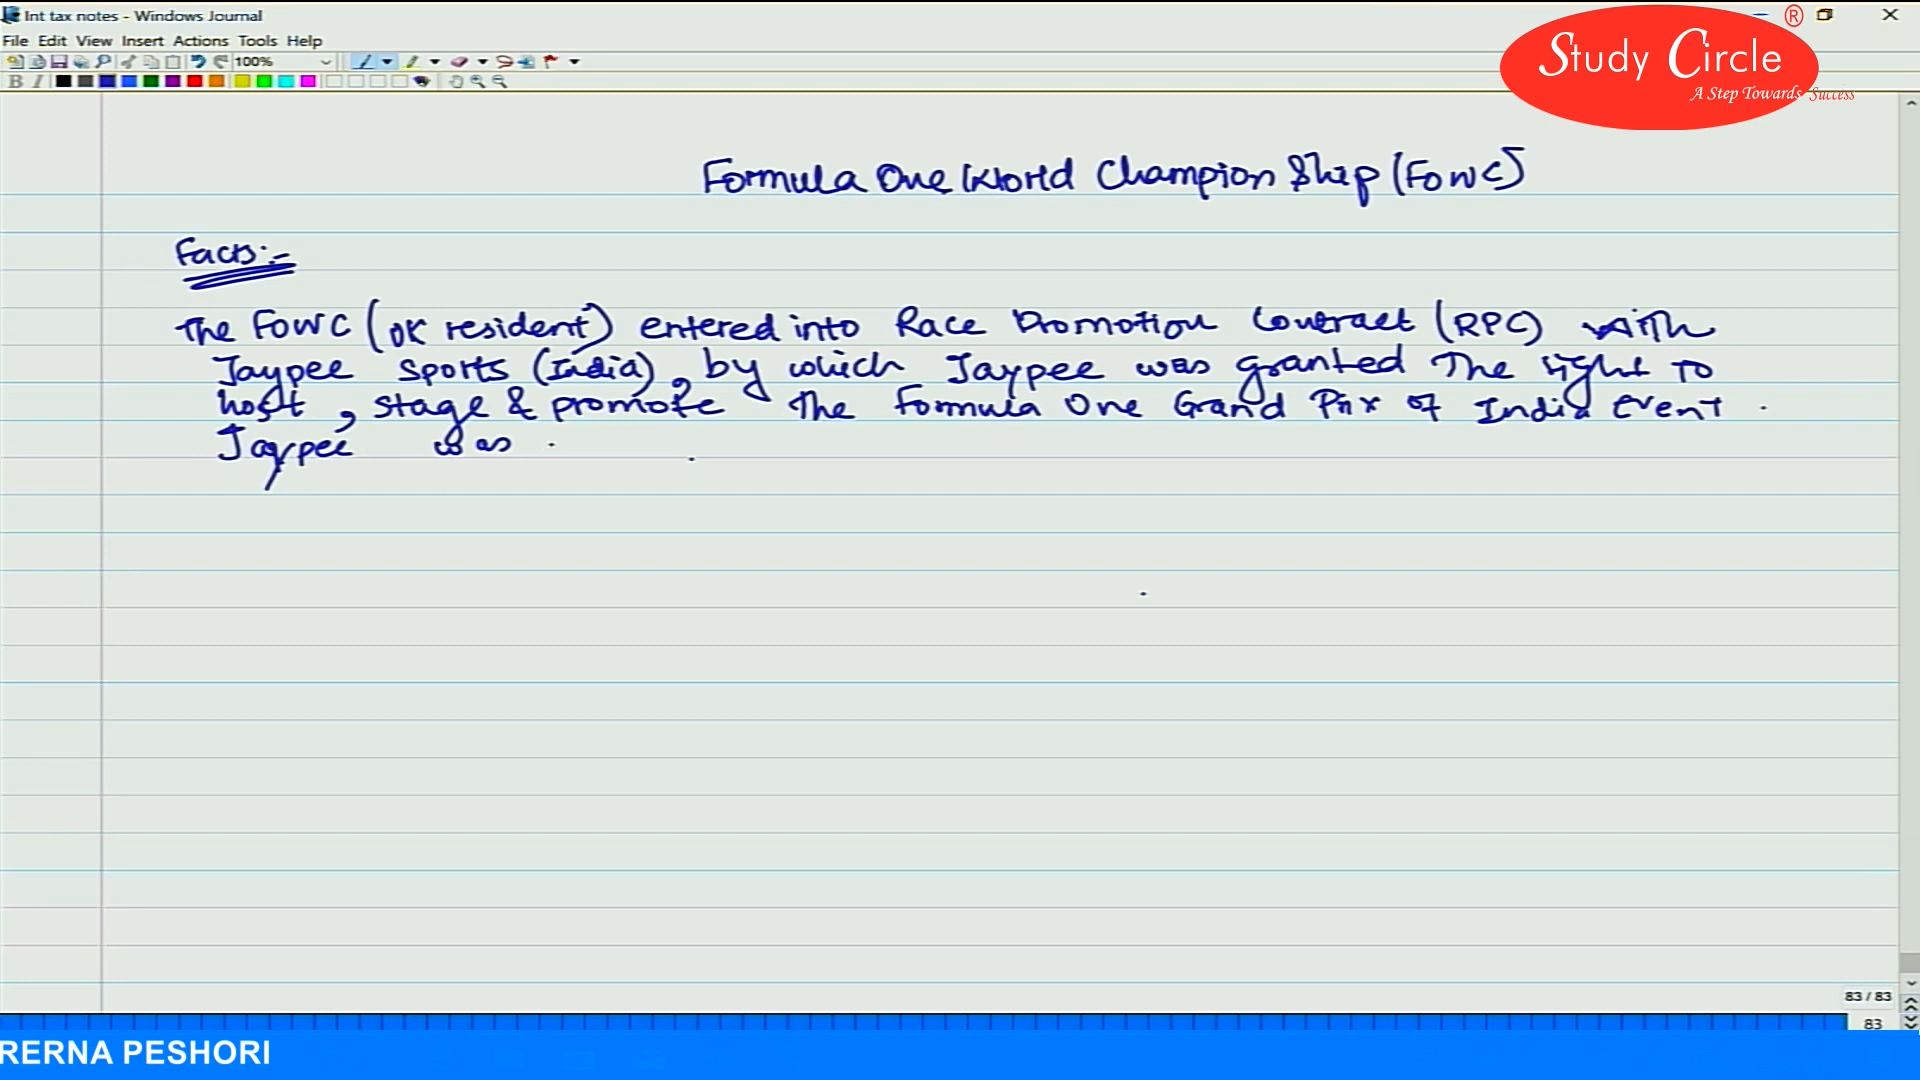 Int tax notes - Windows Journal
File Edit View Insert Actions Tools Help
100%
B I
Study Circle ®
A Step Towards Success
Formula One World Champion Ship (FOWC)
Facts:-
The FOWC (UK resident) entered into Race Promotion Contract (RPC) with
Jaypee Sports (India), by which Jaypee was granted the right to
host, stage & promote the Formula One Grand Prix of India Event.
Jaypee was
83 / 83
83
RERNA PESHORI